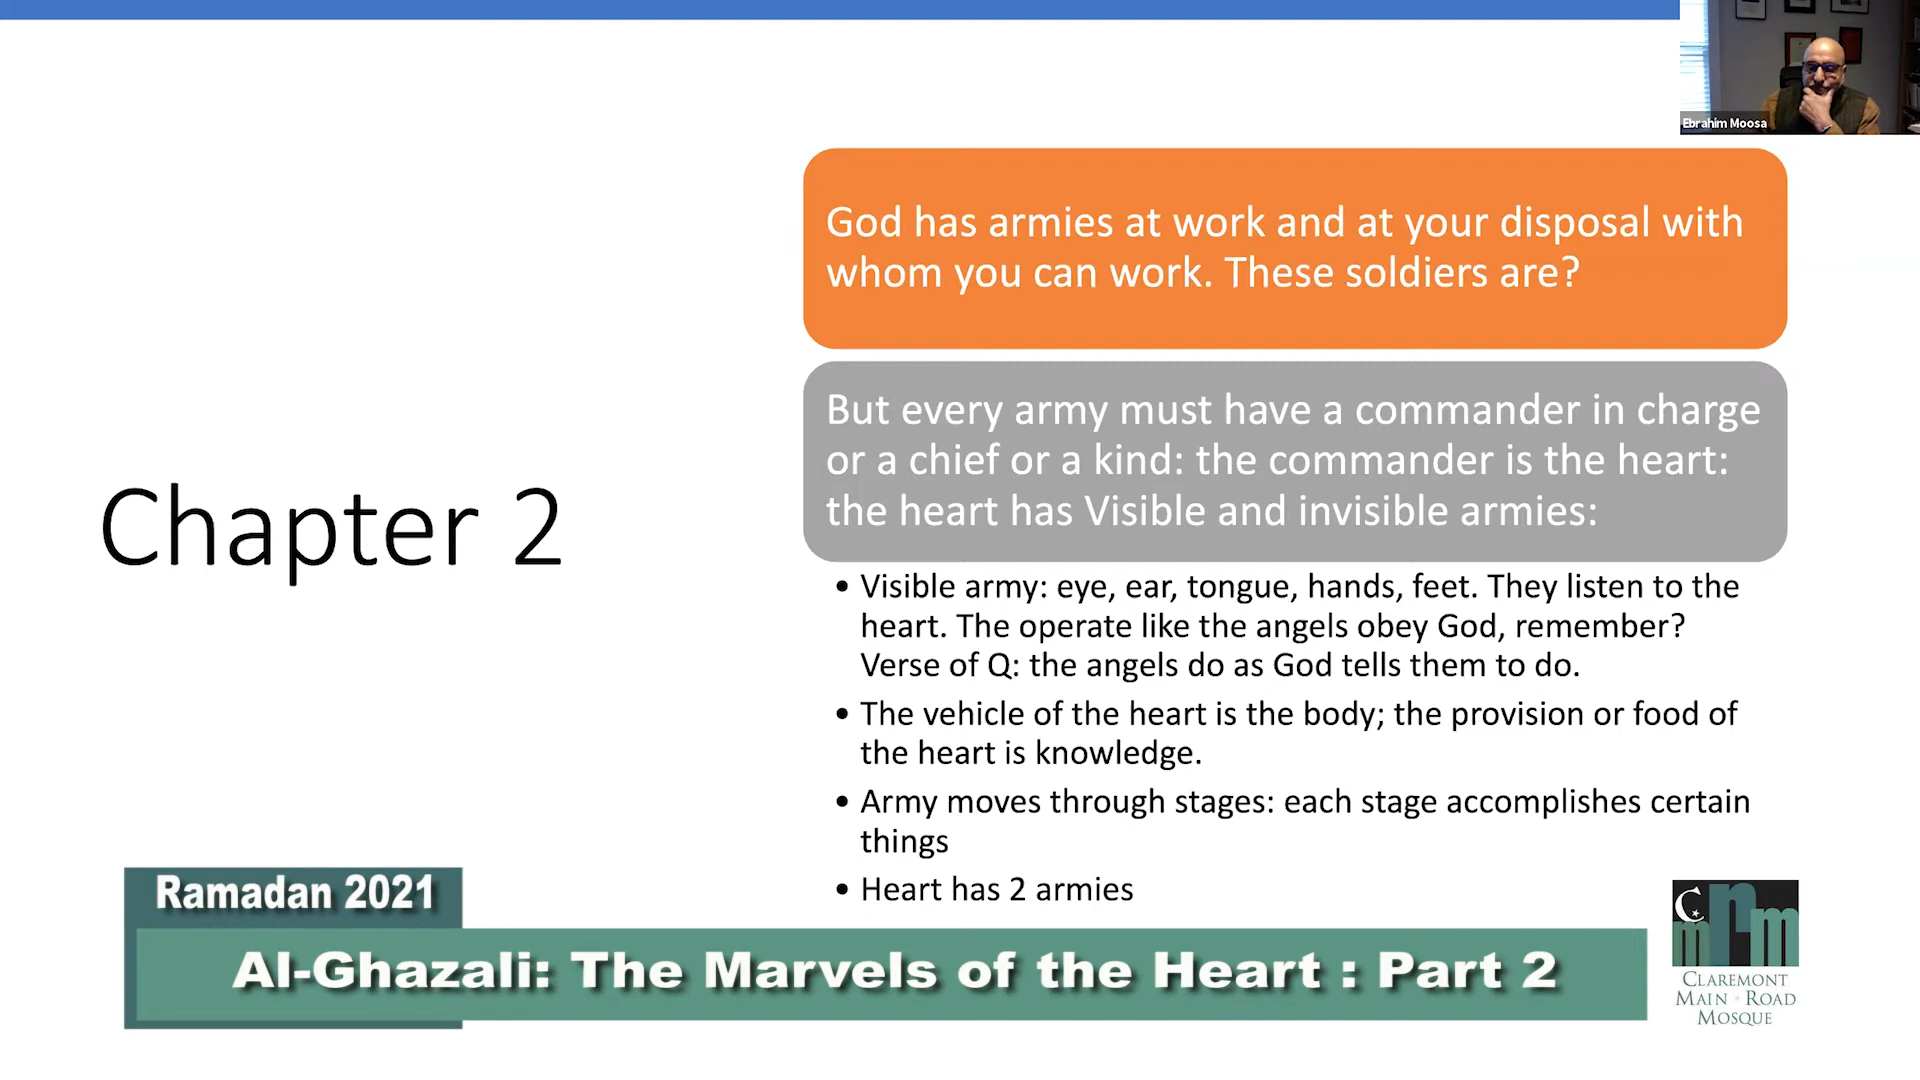 Ebrahim Moosa
God has armies at work and at your disposal with
whom you can work. These soldiers are?
But every army must have a commander in charge
or a chief or a kind: the commander is the heart:
the heart has Visible and invisible armies:
Chapter 2
• Visible army: eye, ear, tongue, hands, feet. They listen to the
heart. The operate like the angels obey God, remember?
Verse of Q: the angels do as God tells them to do.
• The vehicle of the heart is the body; the provision or food of
the heart is knowledge.
• Army moves through stages: each stage accomplishes certain
things
• Heart has 2 armies
Ramadan 2021
Al-Ghazali: The Marvels of the Heart : Part 2
cmrm
CLAREMONT
MAIN • ROAD
MOSQUE